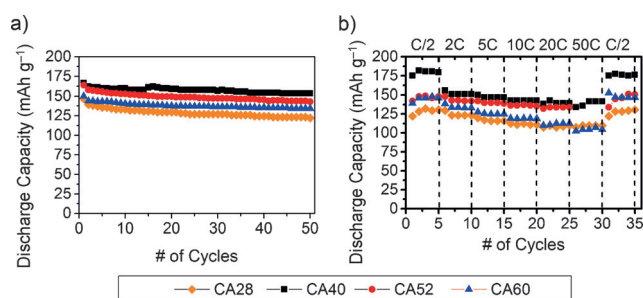 a)
Discharge Capacity (mAh g⁻¹)
200
175
150
125
100
75
50
25
0
0 10 20 30 40 50
# of Cycles
b)
C/2 2C 5C 10C 20C 50C C/2
Discharge Capacity (mAh g⁻¹)
200
175
150
125
100
75
50
25
0
0 5 10 15 20 25 30 35
# of Cycles
CA28 CA40 CA52 CA60